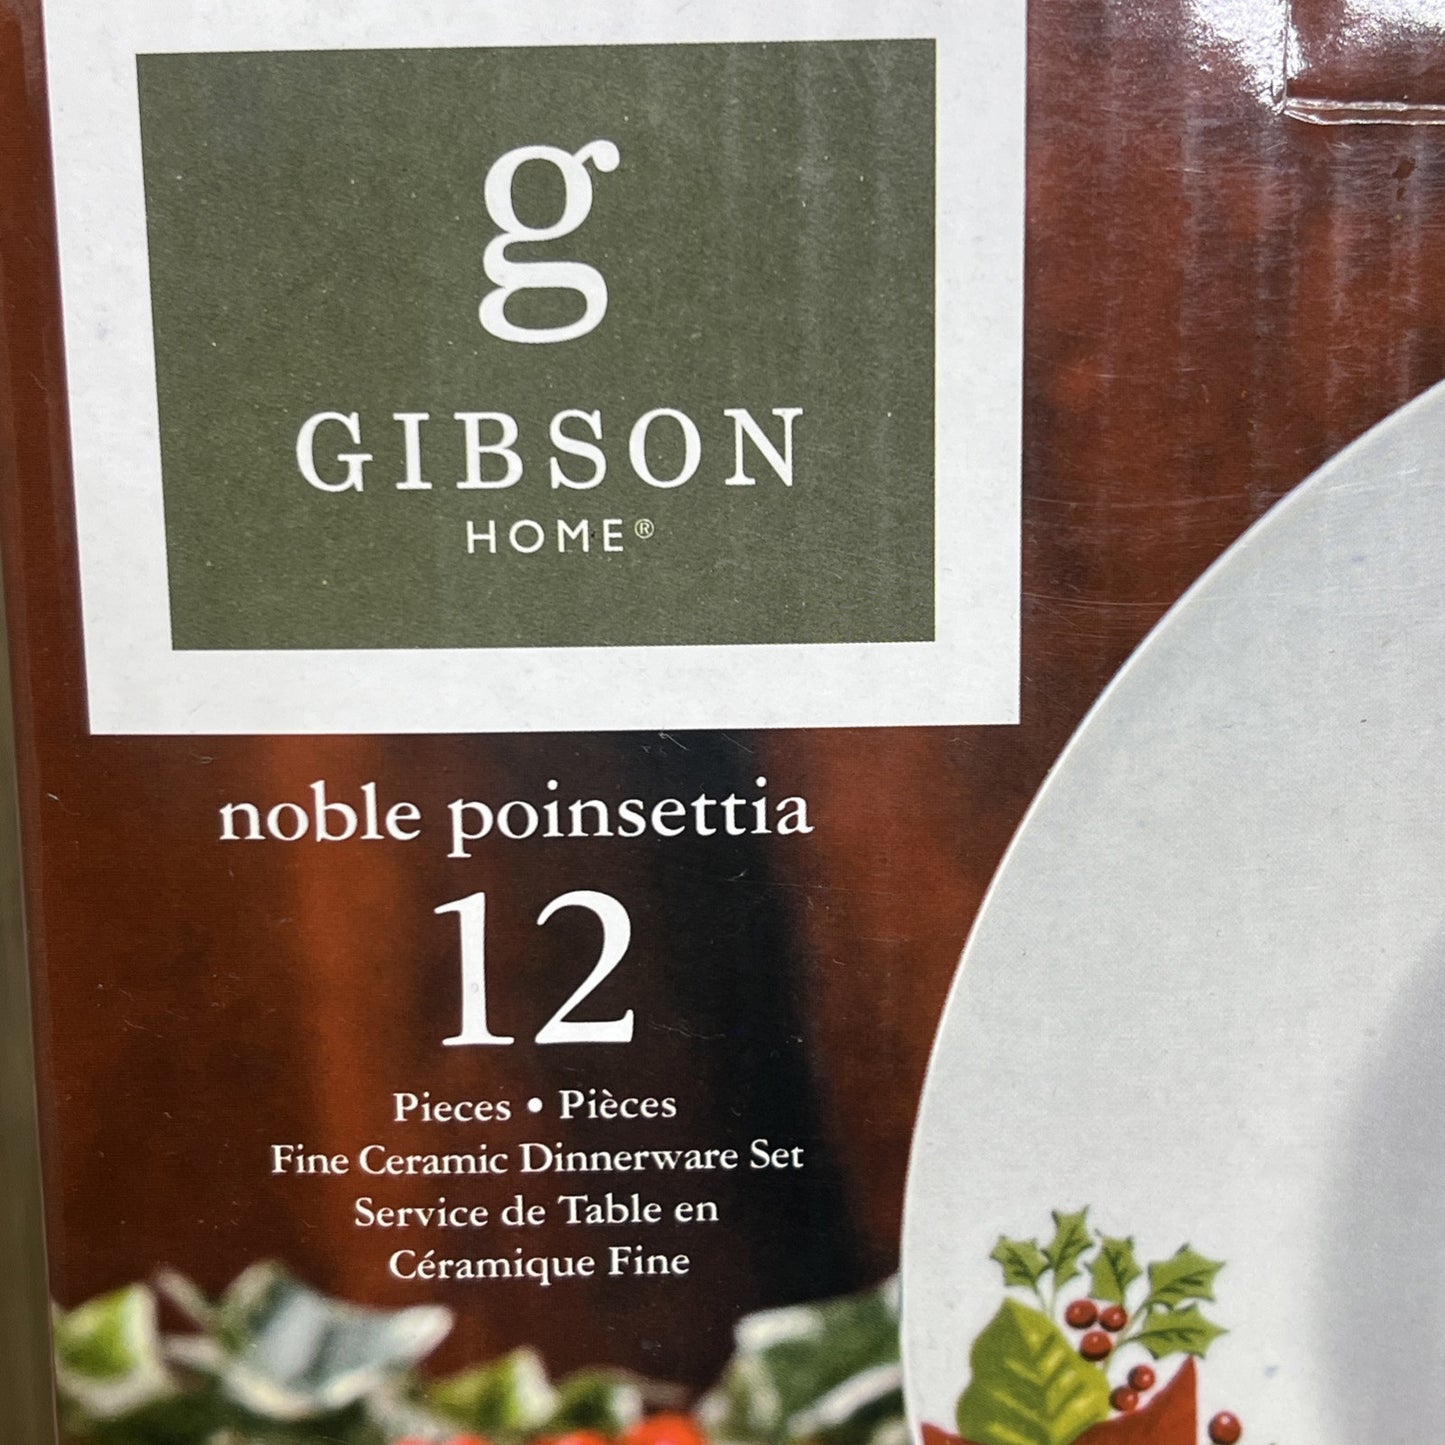 g
GIBSON
HOME®
noble poinsettia
12
Pieces • Pièces
Fine Ceramic Dinnerware Set
Service de Table en
Céramique Fine